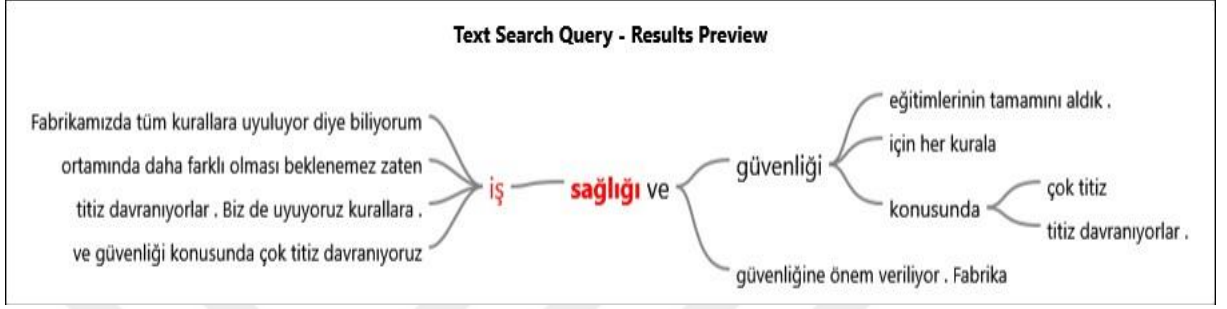 Text Search Query - Results Preview
Fabrikamızda tüm kurallara uyuluyor diye biliyorum
ortamında daha farklı olması beklenemez zaten
titiz davranıyorlar . Biz de uyuyoruz kurallara .
ve güvenliği konusunda çok titiz davranıyoruz
iş
sağlığı ve
güvenliği
eğitimlerinin tamamını aldık .
için her kurala
konusunda
çok titiz
titiz davranıyorlar .
güvenliğine önem veriliyor . Fabrika